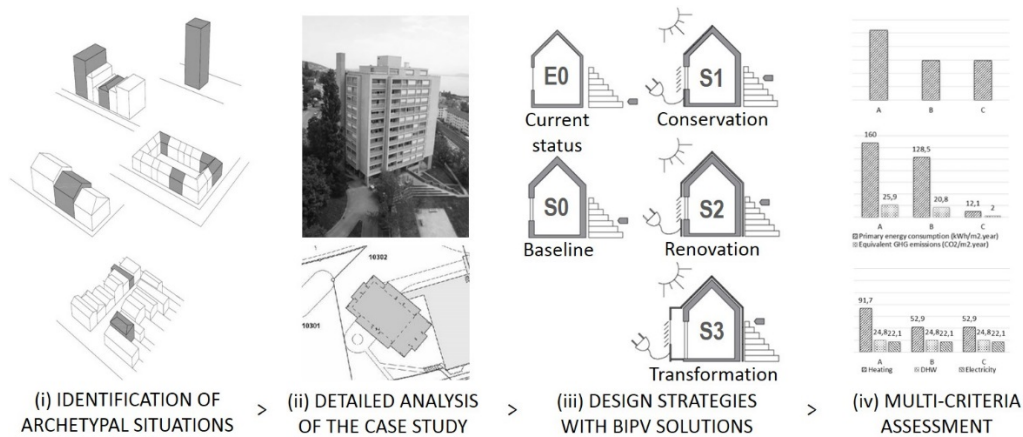 E0
Current
status
S1
Conservation
S0
Baseline
S2
Renovation
S3
Transformation
10302
10301
A B C
160
128,5
25,9
20,8
12,1
2
A B C
Primary energy consumption (kWh/m2.year)
Equivalent GHG emissions (CO2/m2.year)
91,7
24,8 22,1
52,9
24,8 22,1
52,9
24,8 22,1
A B C
Heating DHW Electricity
(i) IDENTIFICATION OF
ARCHETYPAL SITUATIONS
>
(ii) DETAILED ANALYSIS
OF THE CASE STUDY
>
(iii) DESIGN STRATEGIES
WITH BIPV SOLUTIONS
>
(iv) MULTI-CRITERIA
ASSESSMENT